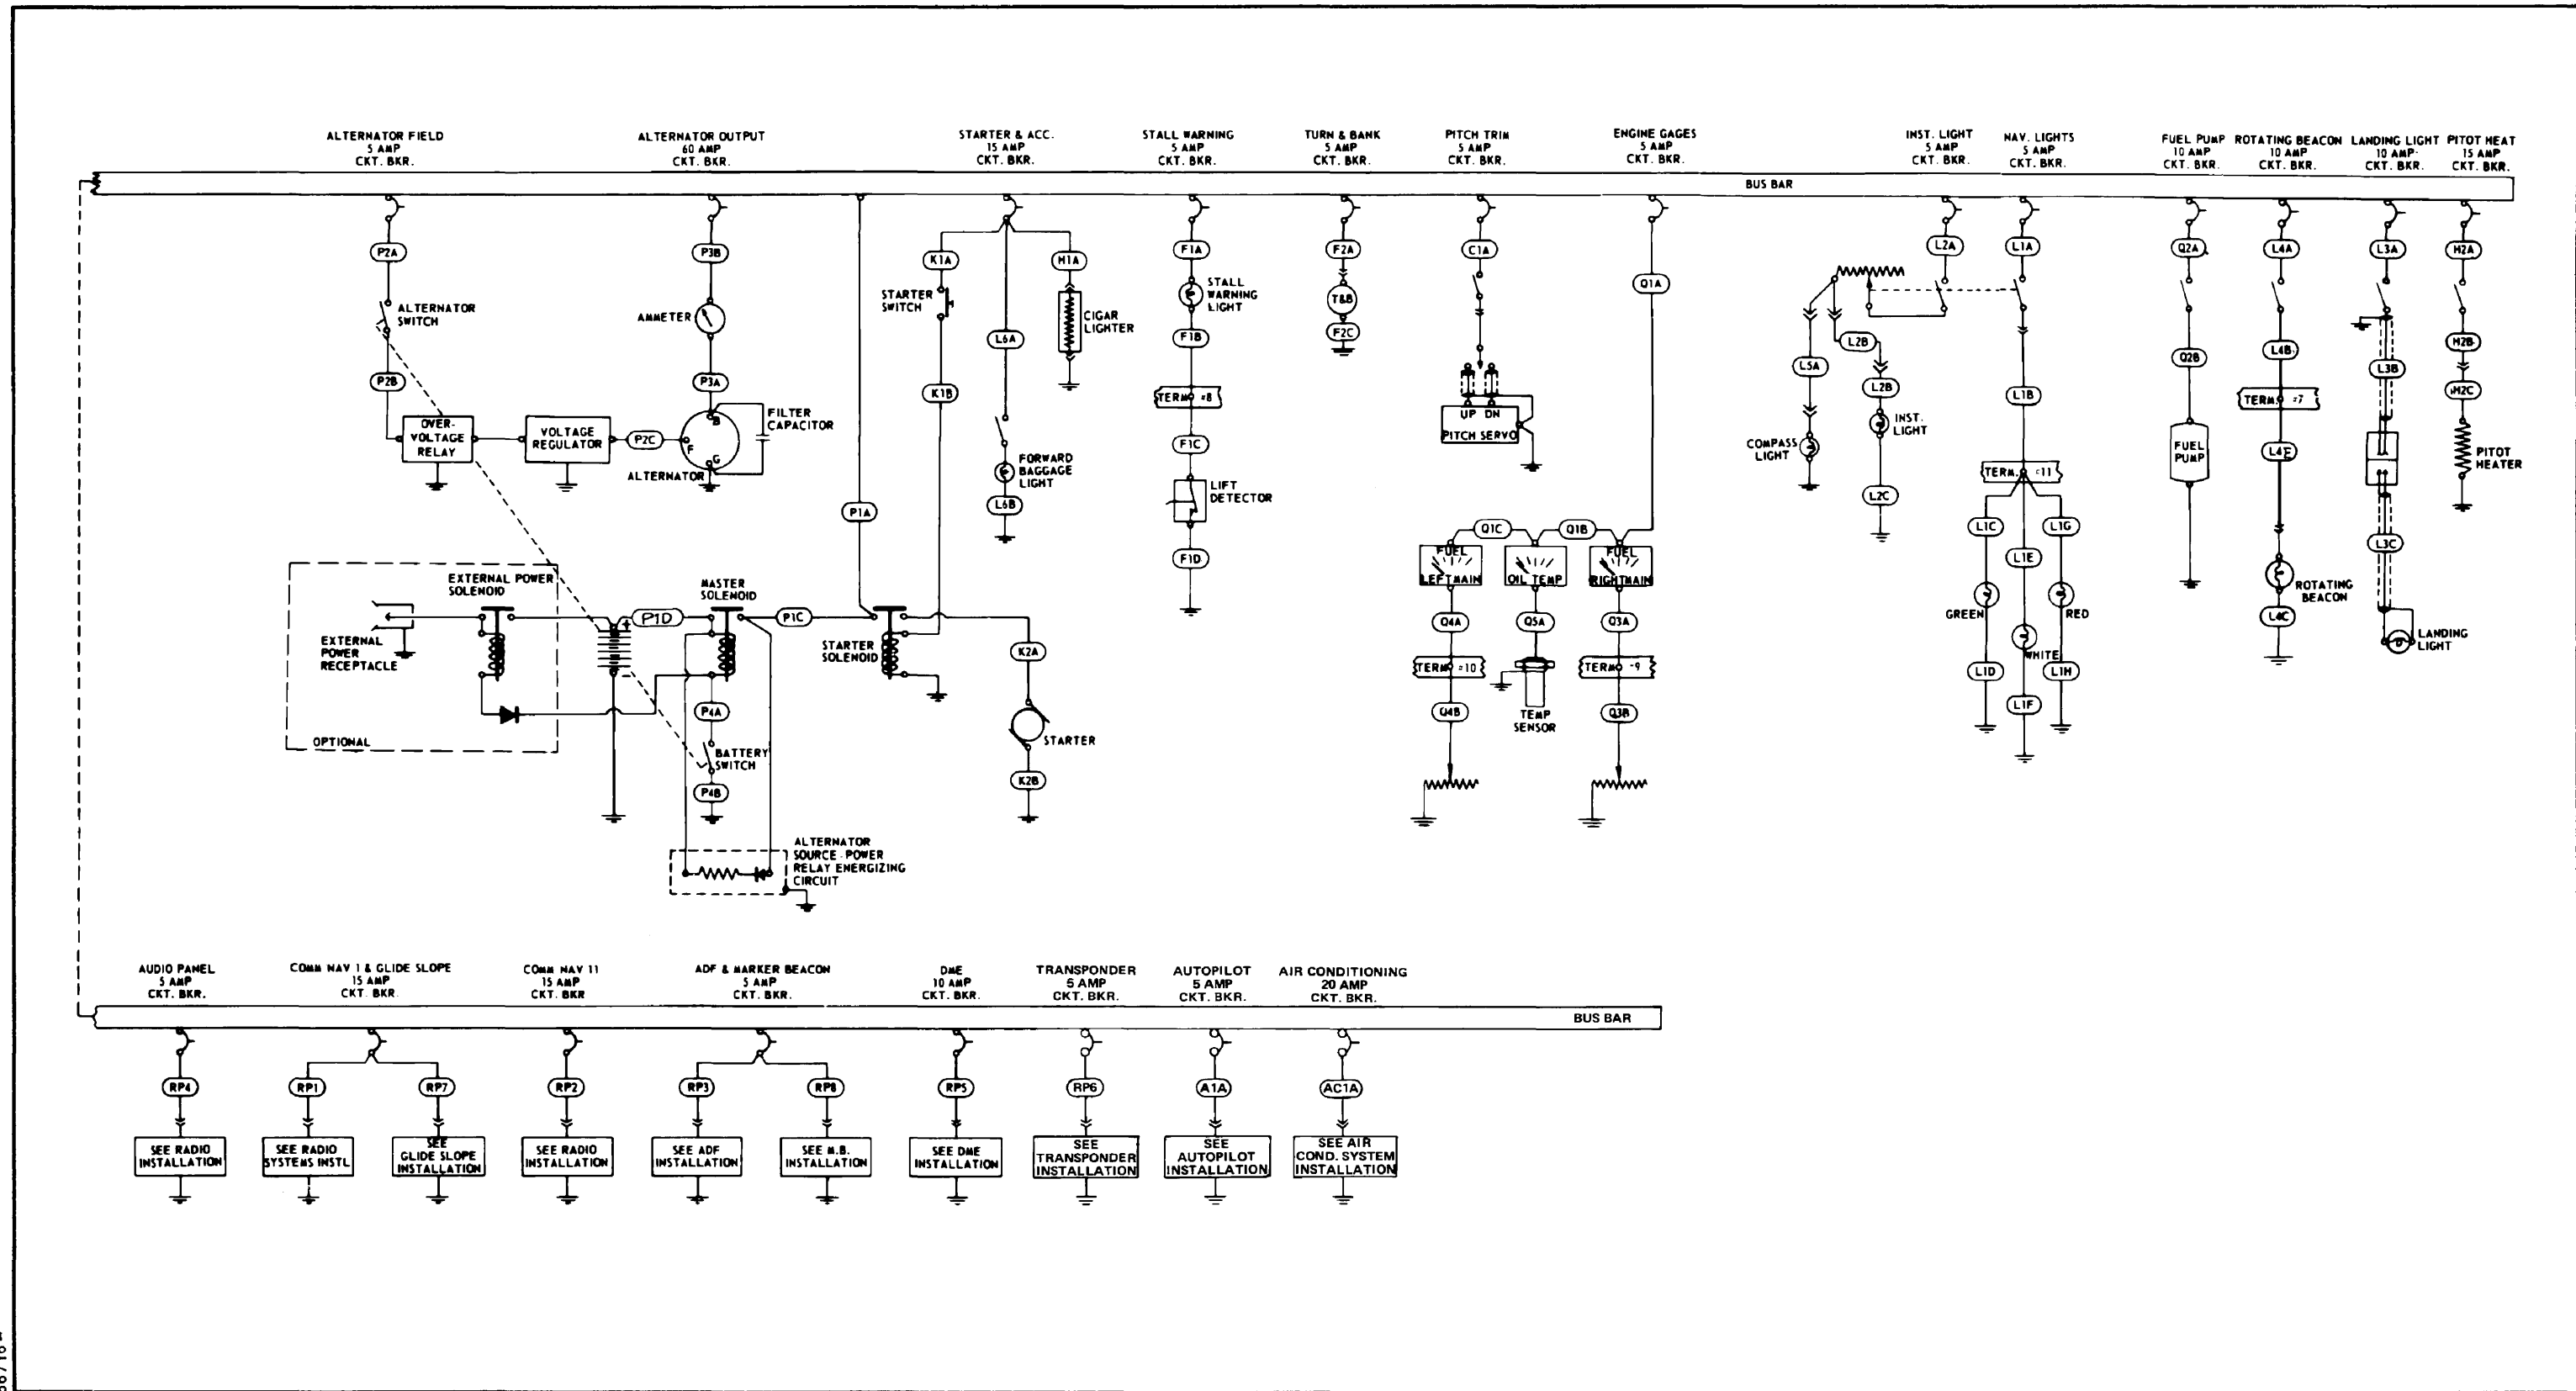 ALTERNATOR FIELD
5 AMP
CKT. BKR.
ALTERNATOR OUTPUT
60 AMP
CKT. BKR.
STARTER & ACC.
15 AMP
CKT. BKR.
STALL WARNING
5 AMP
CKT. BKR.
TURN & BANK
5 AMP
CKT. BKR.
PITCH TRIM
5 AMP
CKT. BKR.
ENGINE GAGES
5 AMP
CKT. BKR.
INST. LIGHT
5 AMP
CKT. BKR.
NAV. LIGHTS
5 AMP
CKT. BKR.
FUEL PUMP
10 AMP
CKT. BKR.
ROTATING BEACON
10 AMP
CKT. BKR.
LANDING LIGHT
10 AMP
CKT. BKR.
PITOT HEAT
15 AMP
CKT. BKR.
BUS BAR
P2A
ALTERNATOR
SWITCH
P2B
OVER-
VOLTAGE
RELAY
VOLTAGE
REGULATOR
P2C
P3B
AMMETER
P3A
B
F
G
FILTER
CAPACITOR
ALTERNATOR
P1A
K1A
STARTER
SWITCH
K1B
L6A
FORWARD
BAGGAGE
LIGHT
L6B
H1A
CIGAR
LIGHTER
F1A
STALL
WARNING
LIGHT
F1B
TERM. #8
F1C
LIFT
DETECTOR
F1D
F2A
T&B
F2C
C1A
UP DN
PITCH SERVO
Q1A
Q1C
Q1B
FUEL
LEFT MAIN
OIL TEMP
FUEL
RIGHT MAIN
Q4A
Q5A
Q3A
TERM #10
TERM #9
Q4B
TEMP
SENSOR
Q3B
L2A
L5A
L2B
L2B
COMPASS
LIGHT
INST.
LIGHT
L2C
L1A
L1B
TERM. #11
L1C
L1G
L1E
GREEN
RED
WHITE
L1D
L1H
L1F
Q2A
Q2B
FUEL
PUMP
L4A
L4B
TERM. #7
L4E
ROTATING
BEACON
L4C
L3A
L3B
L3C
LANDING
LIGHT
H2A
H2B
H2C
PITOT
HEATER
EXTERNAL POWER
SOLENOID
EXTERNAL
POWER
RECEPTACLE
OPTIONAL
+
-
P1D
MASTER
SOLENOID
P1C
STARTER
SOLENOID
P4A
BATTERY
SWITCH
P4B
K2A
STARTER
K2B
ALTERNATOR
SOURCE-POWER
RELAY ENERGIZING
CIRCUIT
AUDIO PANEL
5 AMP
CKT. BKR.
COMM NAV 1 & GLIDE SLOPE
15 AMP
CKT. BKR.
COMM NAV 11
15 AMP
CKT. BKR
ADF & MARKER BEACON
5 AMP
CKT. BKR.
DME
10 AMP
CKT. BKR.
TRANSPONDER
5 AMP
CKT. BKR.
AUTOPILOT
5 AMP
CKT. BKR.
AIR CONDITIONING
20 AMP
CKT. BKR.
BUS BAR
RP4
RP1
RP7
RP2
RP3
RP8
RP5
RP6
A1A
AC1A
SEE RADIO
INSTALLATION
SEE RADIO
SYSTEMS INSTL
SEE
GLIDE SLOPE
INSTALLATION
SEE RADIO
INSTALLATION
SEE ADF
INSTALLATION
SEE M.B.
INSTALLATION
SEE DME
INSTALLATION
SEE
TRANSPONDER
INSTALLATION
SEE
AUTOPILOT
INSTALLATION
SEE AIR
COND. SYSTEM
INSTALLATION